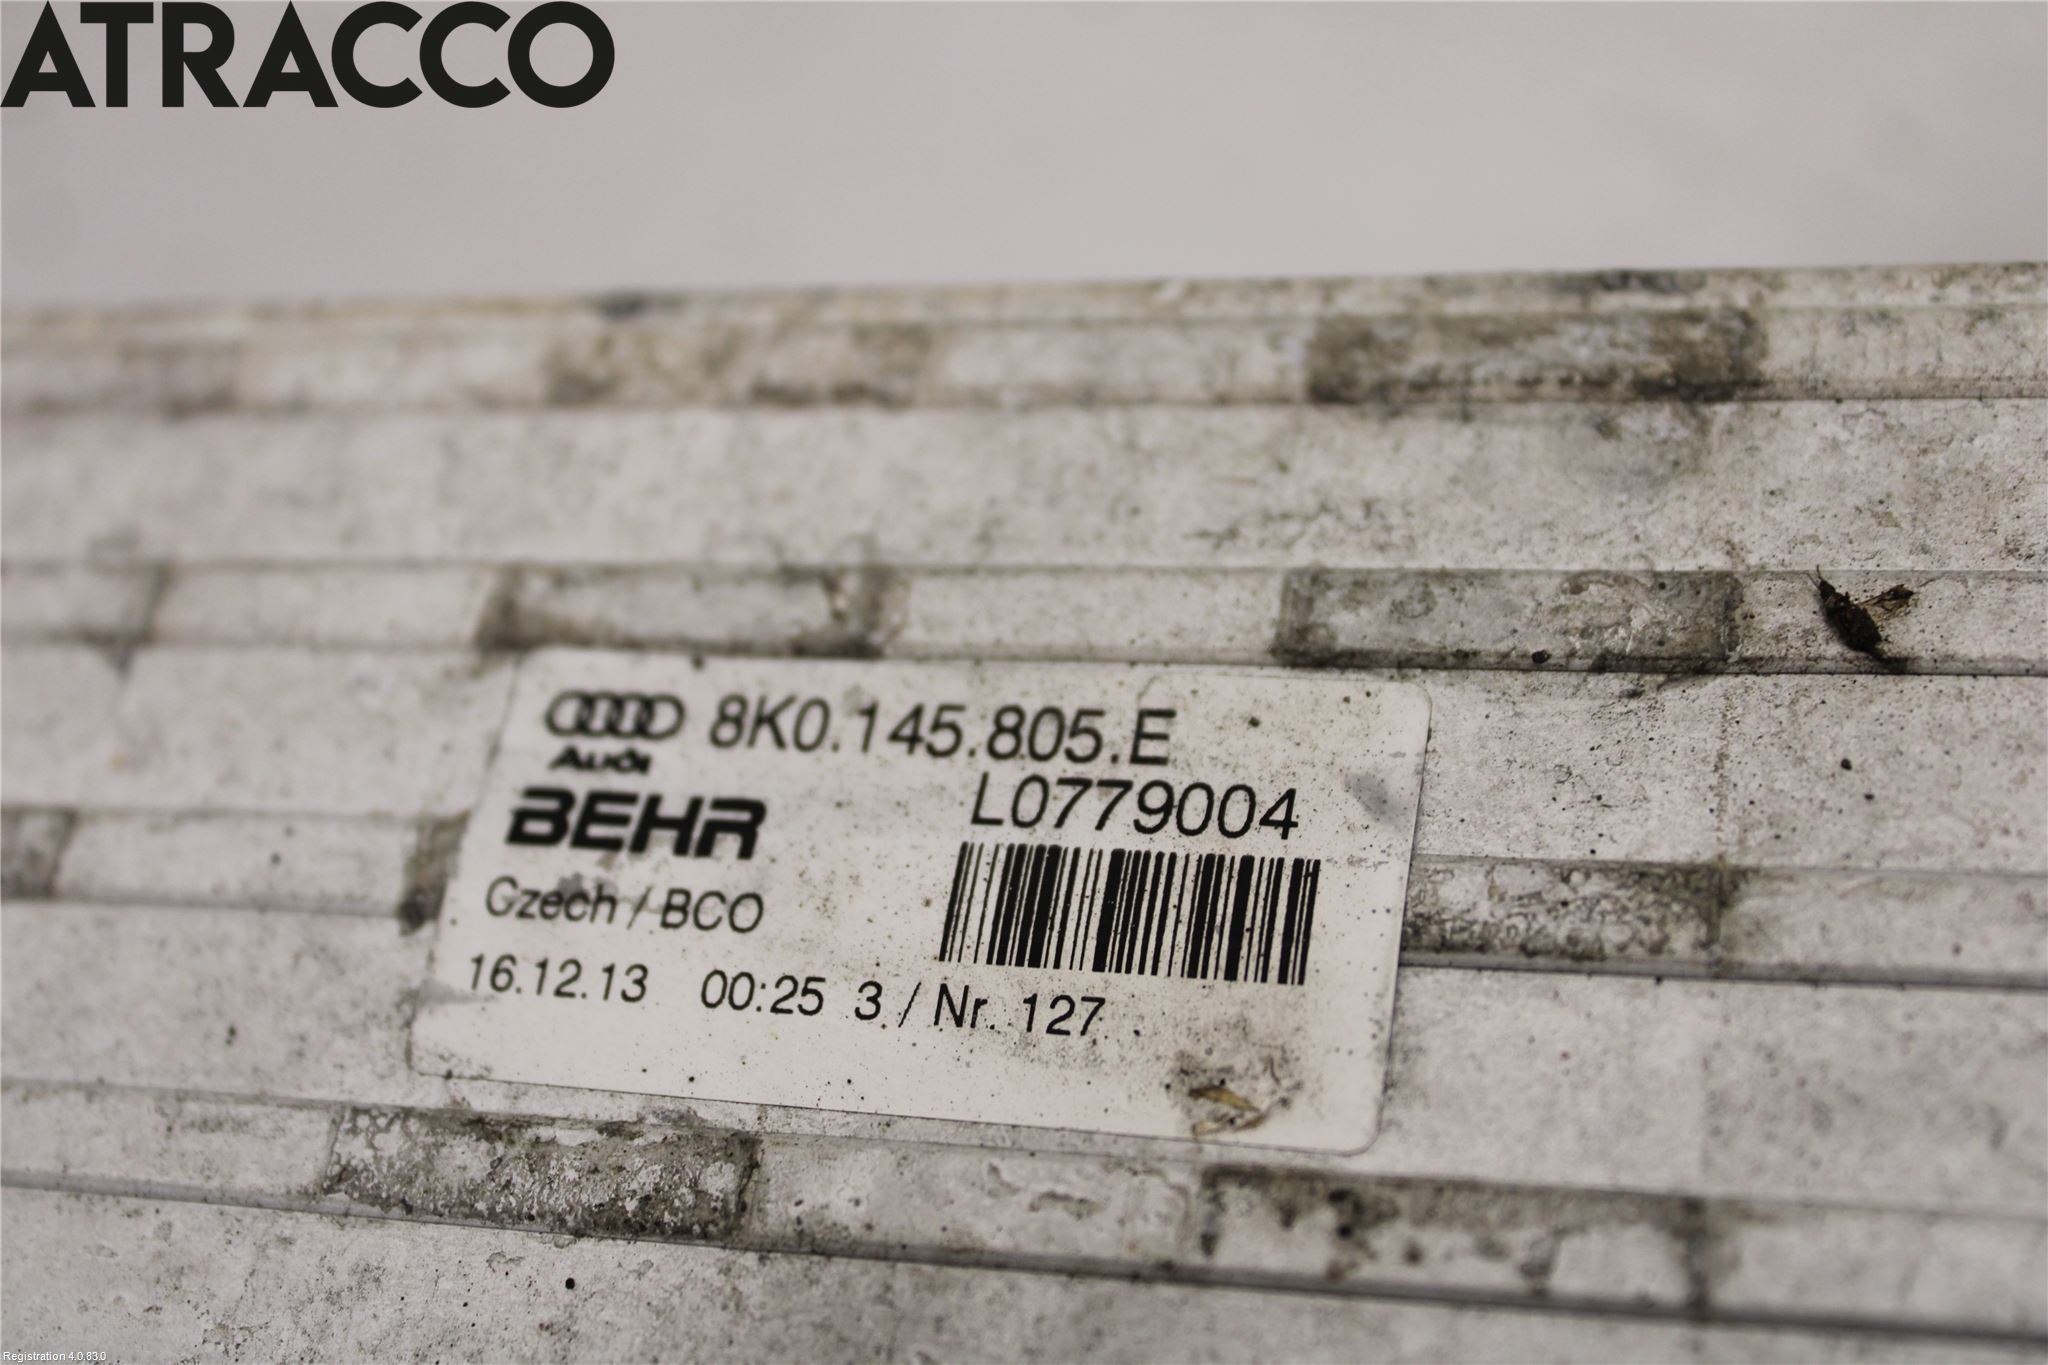 ATRACCO
8K0.145.805.E
Audi
L0779004
BEHR
Czech / BCO
16.12.13 00:25 3 / Nr. 127
Registration 4.0.83.0